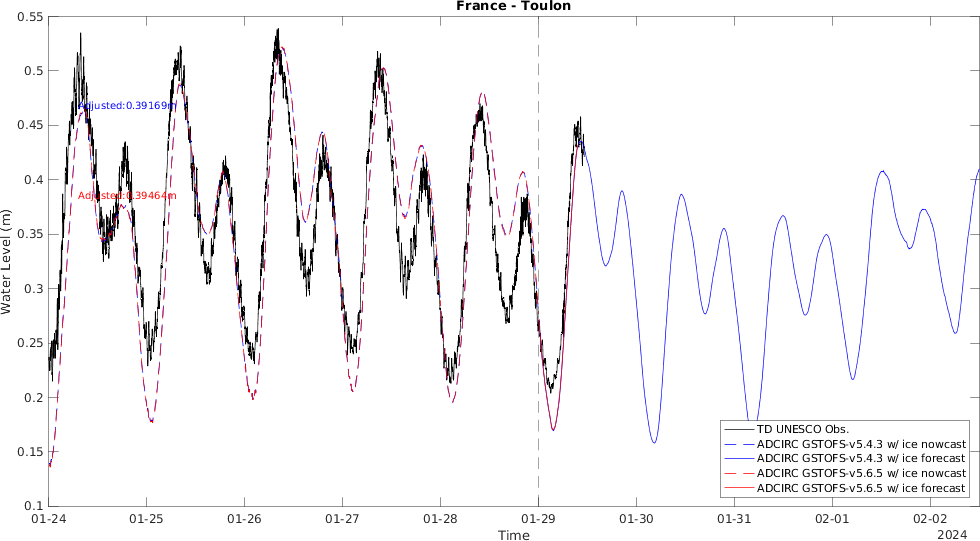 France - Toulon
0.55
0.5
0.45
0.4
0.35
0.3
0.25
0.2
0.15
0.1
Water Level (m)
Adjusted:0.39169m
Adjusted:0.39464m
TD UNESCO Obs.
ADCIRC GSTOFS-v5.4.3 w/ ice nowcast
ADCIRC GSTOFS-v5.4.3 w/ ice forecast
ADCIRC GSTOFS-v5.6.5 w/ ice nowcast
ADCIRC GSTOFS-v5.6.5 w/ ice forecast
01-24 01-25 01-26 01-27 01-28 01-29 01-30 01-31 02-01 02-02
Time
2024